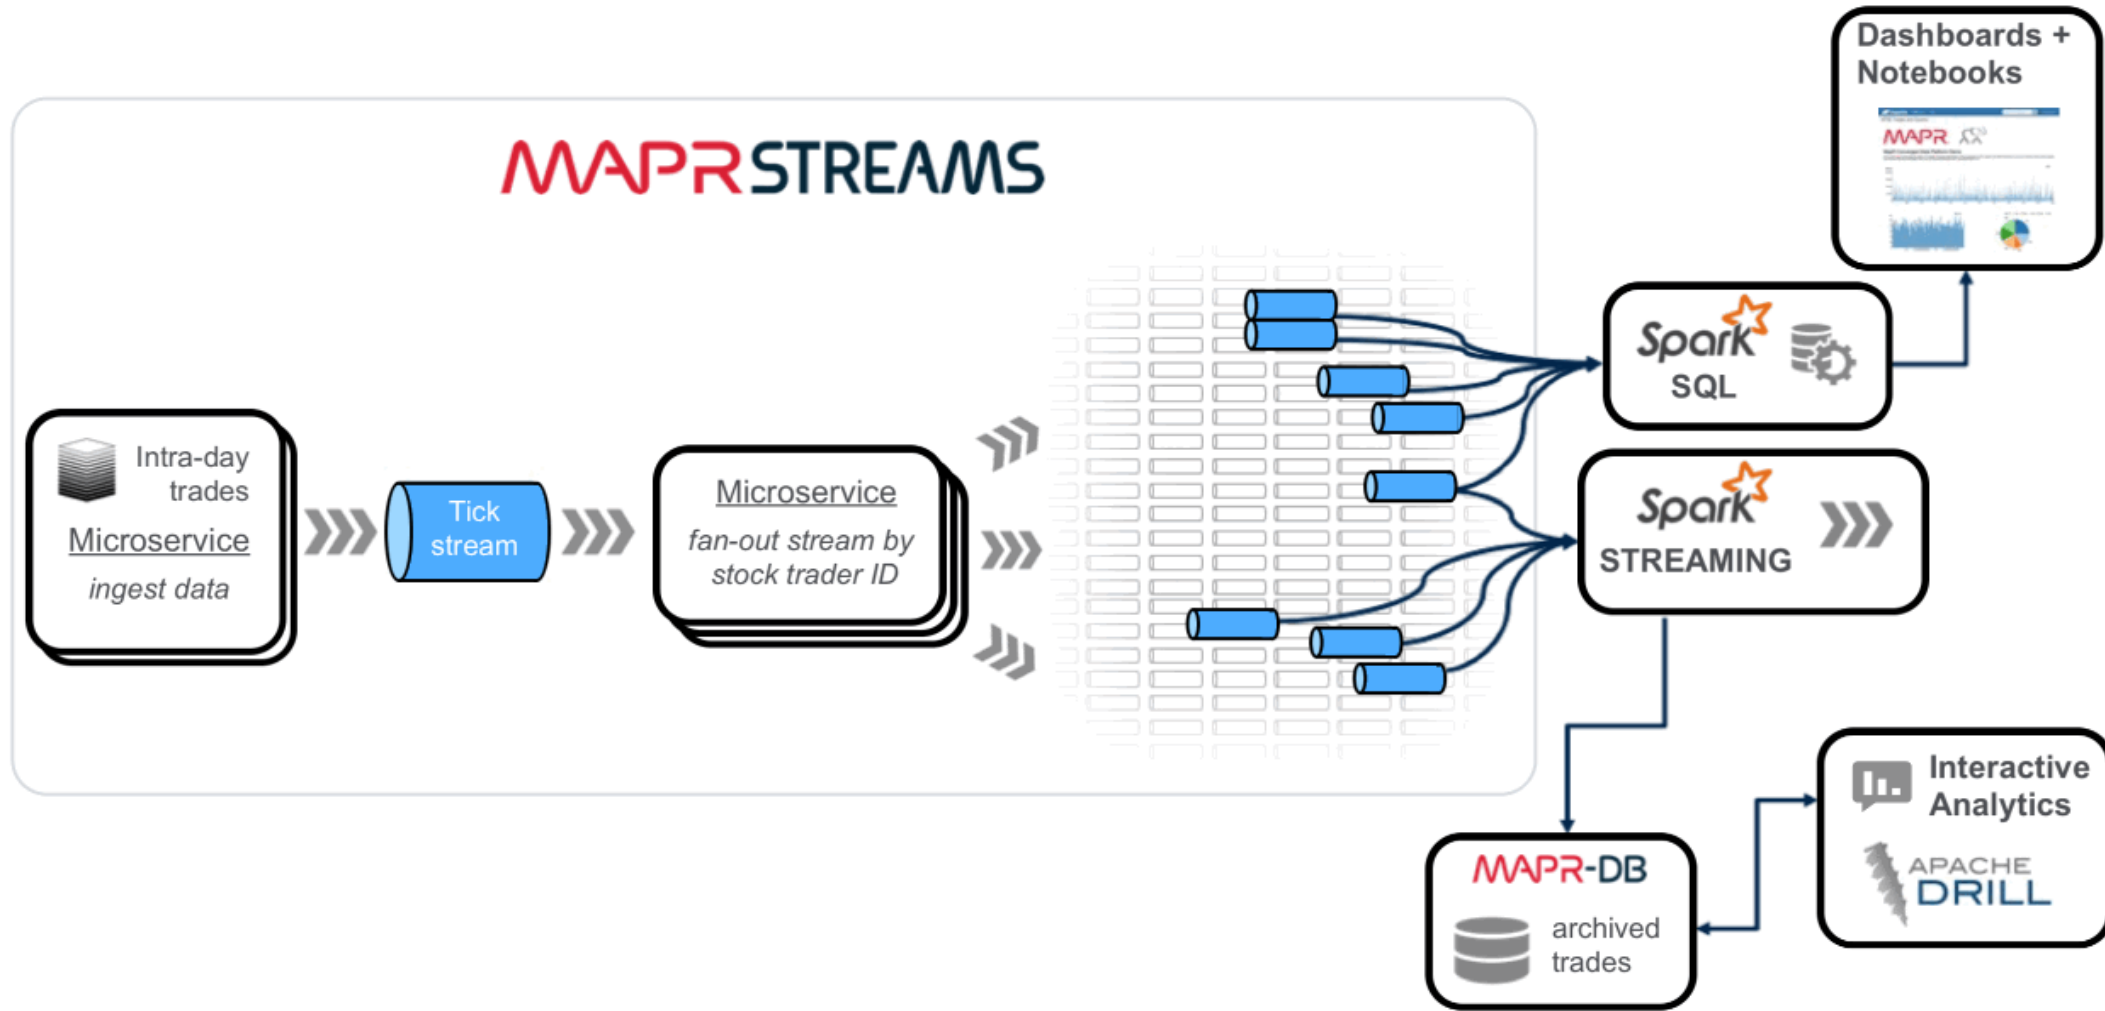 MAPR STREAMS
Intra-day
trades
Microservice
ingest data
Tick
stream
Microservice
fan-out stream by
stock trader ID
Dashboards +
Notebooks
MAPR
Spark
SQL
Spark
STREAMING
MAPR-DB
archived
trades
Interactive
Analytics
APACHE
DRILL